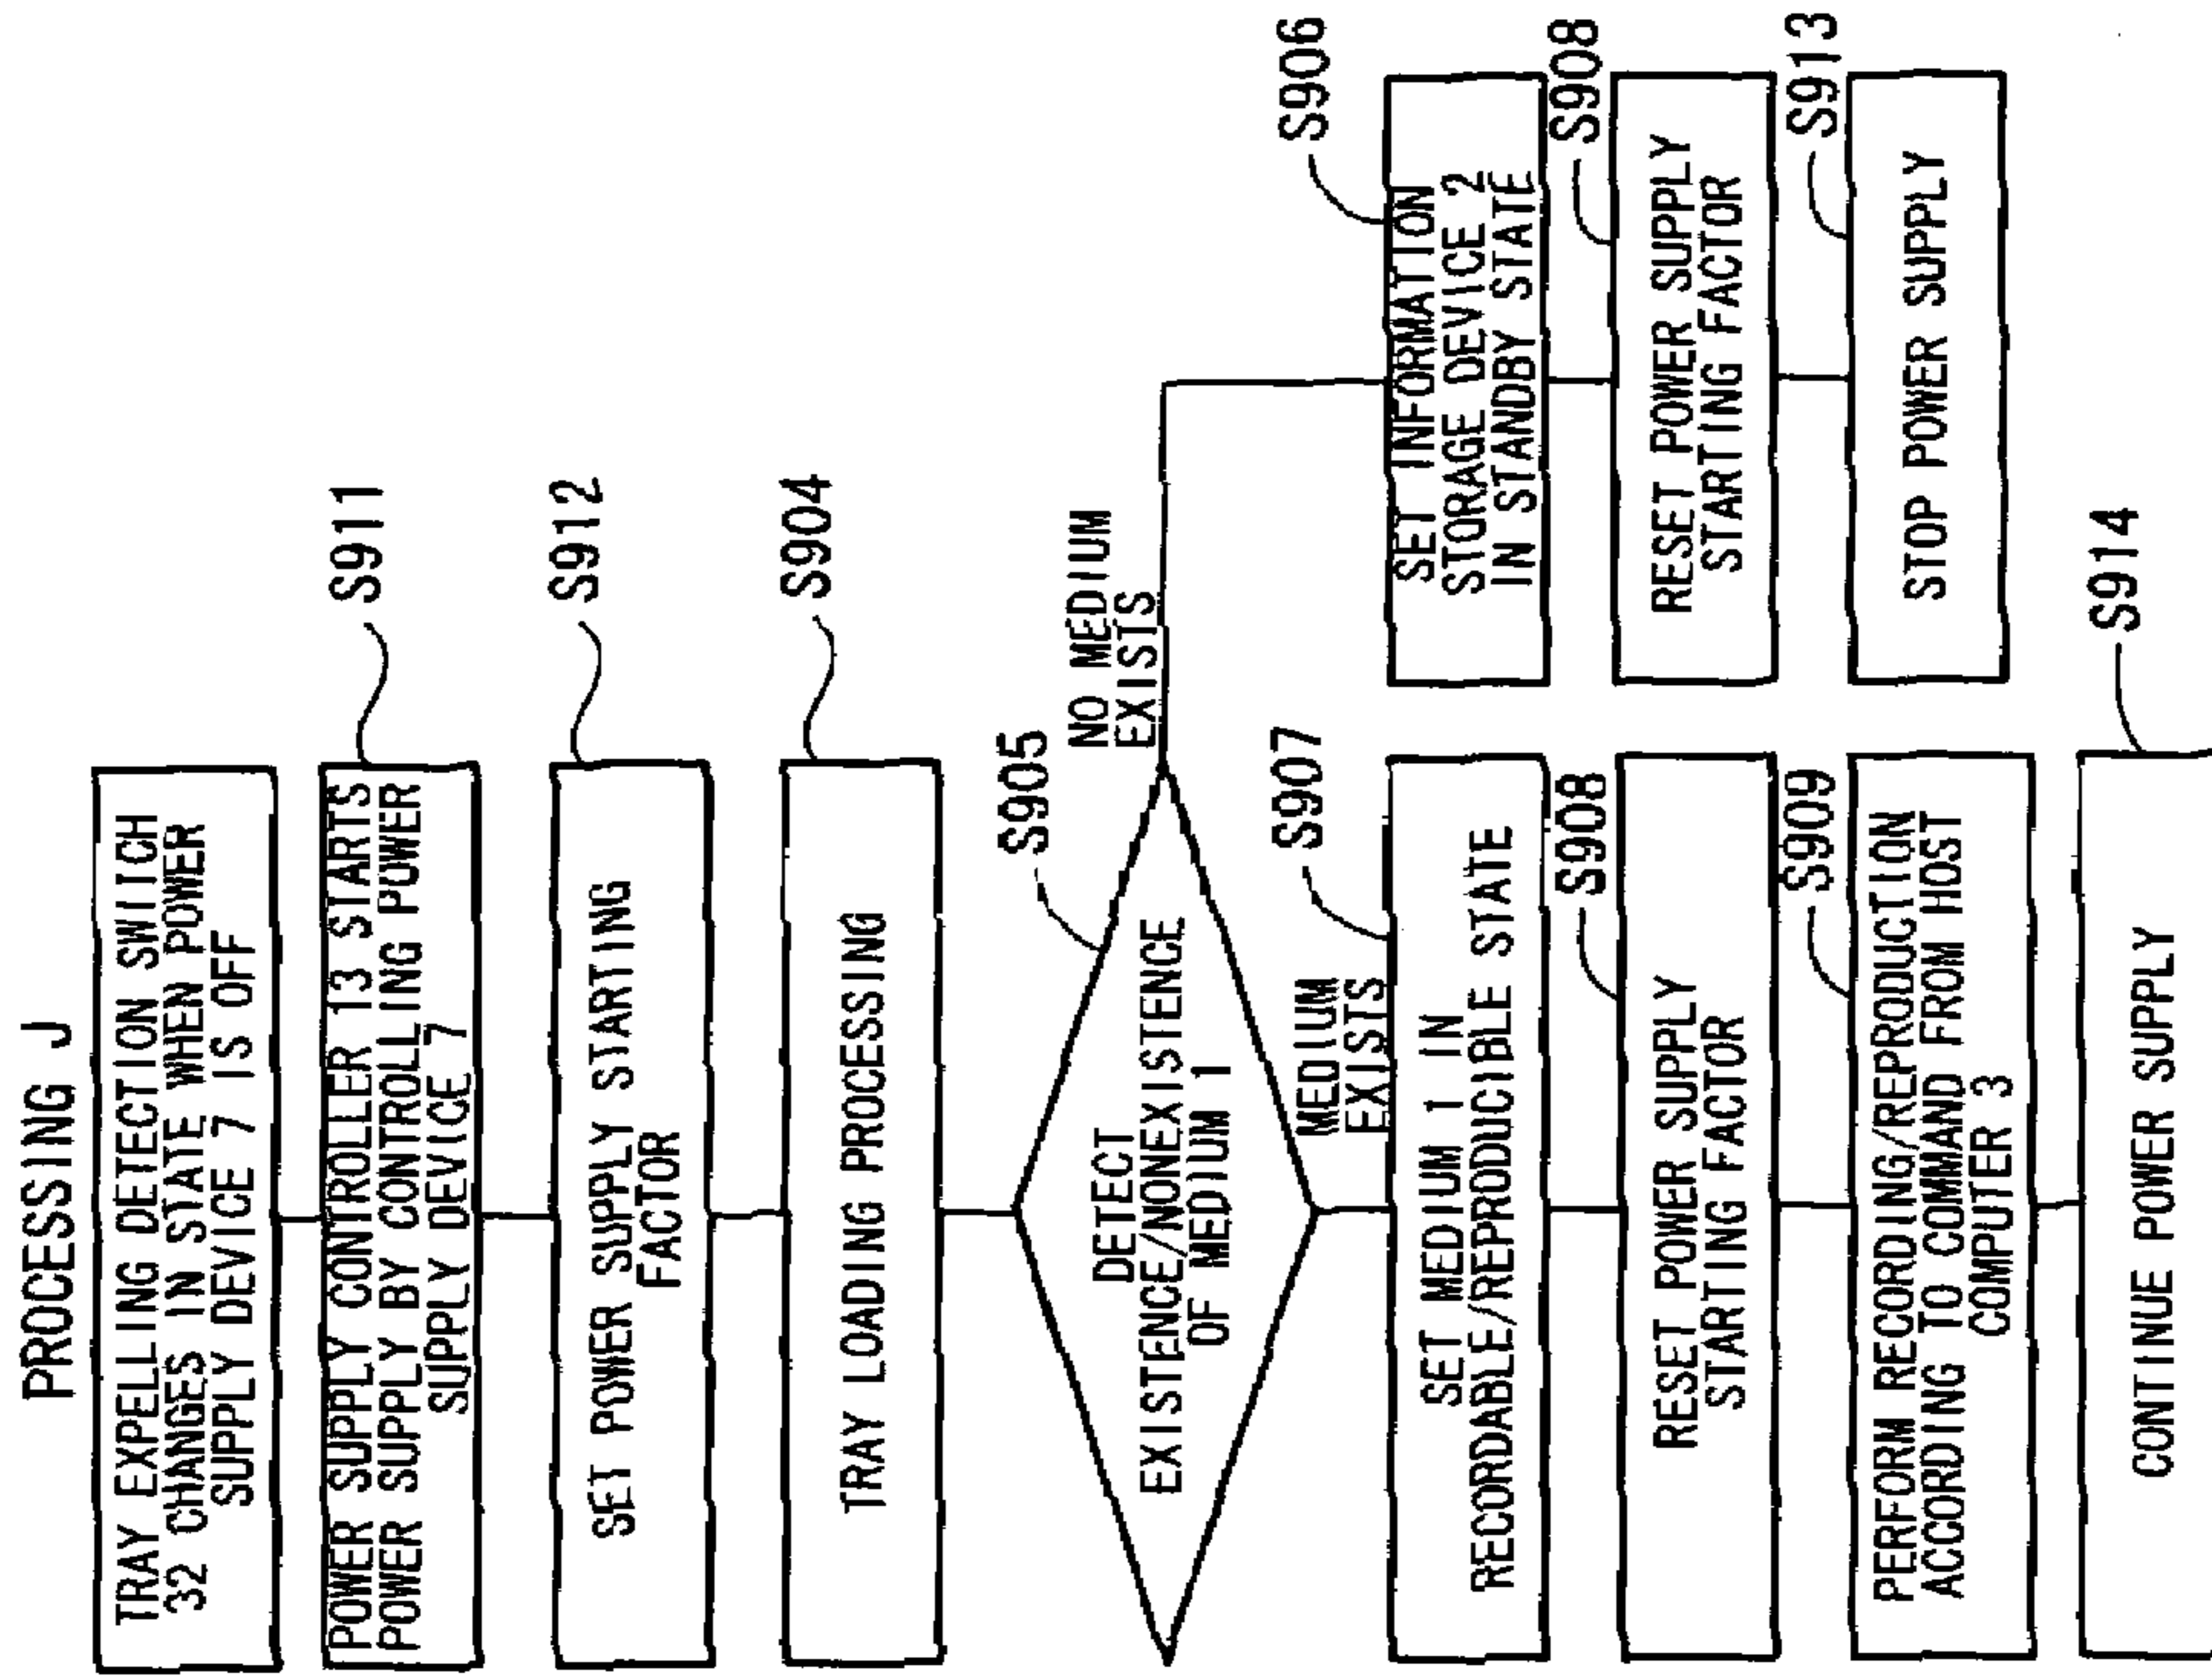 PROCESSING J
TRAY EXPELLING DETECTION SWITCH
32 CHANGES IN STATE WHEN POWER
SUPPLY DEVICE 7 IS OFF
S911
POWER SUPPLY CONTROLLER 13 STARTS
POWER SUPPLY BY CONTROLLING POWER
SUPPLY DEVICE 7
S912
SET POWER SUPPLY STARTING
FACTOR
S904
TRAY LOADING PROCESSING
S905
DETECT
EXISTENCE/NONEXISTENCE
OF MEDIUM 1
NO MEDIUM
EXISTS
MEDIUM
EXISTS
S907
SET MEDIUM 1 IN
RECORDABLE/REPRODUCIBLE STATE
S908
RESET POWER SUPPLY
STARTING FACTOR
S909
PERFORM RECORDING/REPRODUCTION
ACCORDING TO COMMAND FROM HOST
COMPUTER 3
S914
CONTINUE POWER SUPPLY
S906
SET INFORMATION
STORAGE DEVICE 2
IN STANDBY STATE
S908
RESET POWER SUPPLY
STARTING FACTOR
S913
STOP POWER SUPPLY